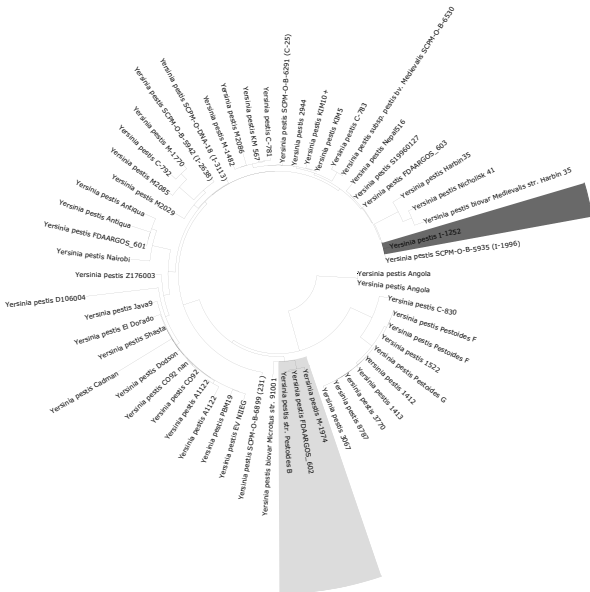 Yersinia pestis SCPM-O-B-6291 (C-25)
Yersinia pestis 2944
Yersinia pestis KIM10+
Yersinia pestis KIM5
Yersinia pestis C-783
Yersinia pestis subsp. pestis bv. Medievalis SCPM-O-B-6530
Yersinia pestis Nepal516
Yersinia pestis S19960127
Yersinia pestis FDAARGOS_603
Yersinia pestis Harbin35
Yersinia pestis Nicholisk 41
Yersinia pestis biovar Medievalis str. Harbin 35
Yersinia pestis I-1252
Yersinia pestis SCPM-O-B-5935 (I-1996)
Yersinia pestis Angola
Yersinia pestis Angola
Yersinia pestis C-830
Yersinia pestis Pestoides F
Yersinia pestis Pestoides F
Yersinia pestis 1522
Yersinia pestis Pestoides G
Yersinia pestis 1412
Yersinia pestis 1413
Yersinia pestis 3770
Yersinia pestis 8787
Yersinia pestis 3067
Yersinia pestis M-1974
Yersinia pestis FDAARGOS_602
Yersinia pestis str. Pestoides B
Yersinia pestis biovar Microtus str. 91001
Yersinia pestis SCPM-O-B-6899 (231)
Yersinia pestis EV NIIEG
Yersinia pestis PBM19
Yersinia pestis A1122
Yersinia pestis A1122
Yersinia pestis CO92
Yersinia pestis CO92 nan
Yersinia pestis Dodson
Yersinia pestis Cadman
Yersinia pestis Shasta
Yersinia pestis El Dorado
Yersinia pestis Java9
Yersinia pestis D106004
Yersinia pestis Z176003
Yersinia pestis Nairobi
Yersinia pestis FDAARGOS_601
Yersinia pestis Antiqua
Yersinia pestis Antiqua
Yersinia pestis M2029
Yersinia pestis M2085
Yersinia pestis C-792
Yersinia pestis M-1770
Yersinia pestis SCPM-O-B-5942 (I-2638)
Yersinia pestis SCPM-O-DNA-18 (I-3113)
Yersinia pestis M-1482
Yersinia pestis M2086
Yersinia pestis KM 567
Yersinia pestis C-781